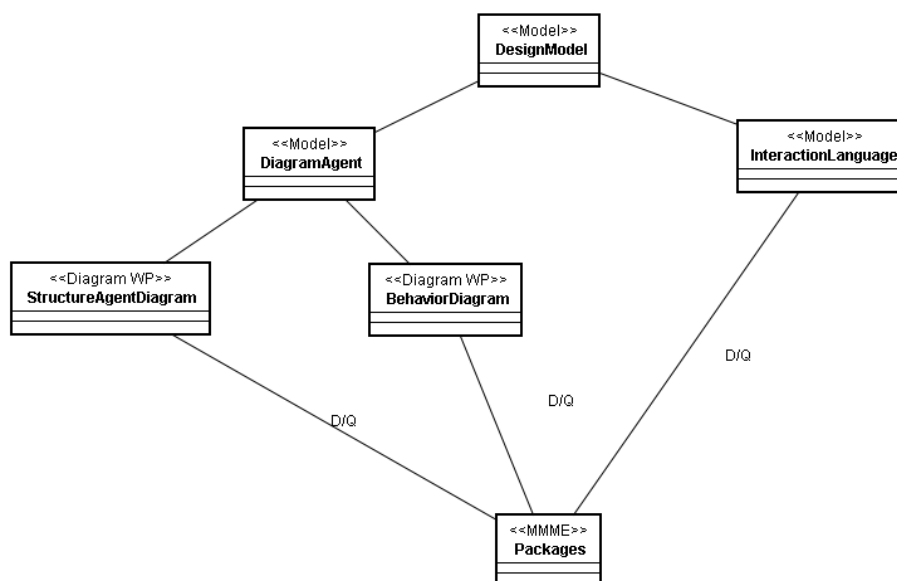 <<Model>>
DesignModel
<<Model>>
DiagramAgent
<<Model>>
InteractionLanguage
<<Diagram WP>>
StructureAgentDiagram
<<Diagram WP>>
BehaviorDiagram
D/Q
D/Q
D/Q
<<MMME>>
Packages